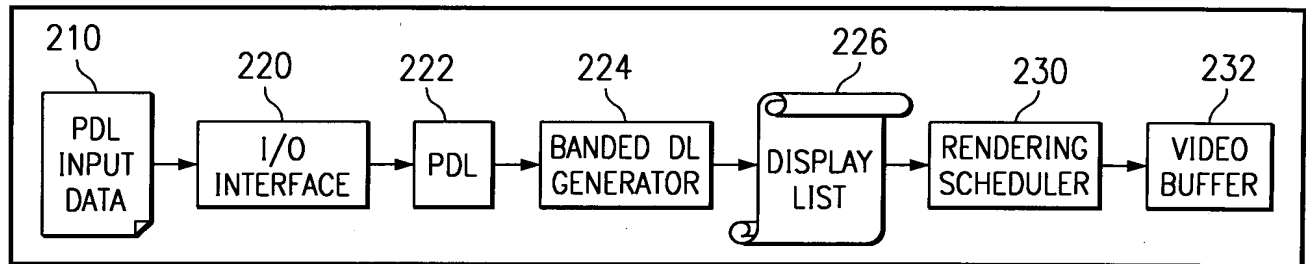 210
220
222
224
226
230
232
PDL
INPUT
DATA
I/O
INTERFACE
PDL
BANDED DL
GENERATOR
DISPLAY
LIST
RENDERING
SCHEDULER
VIDEO
BUFFER